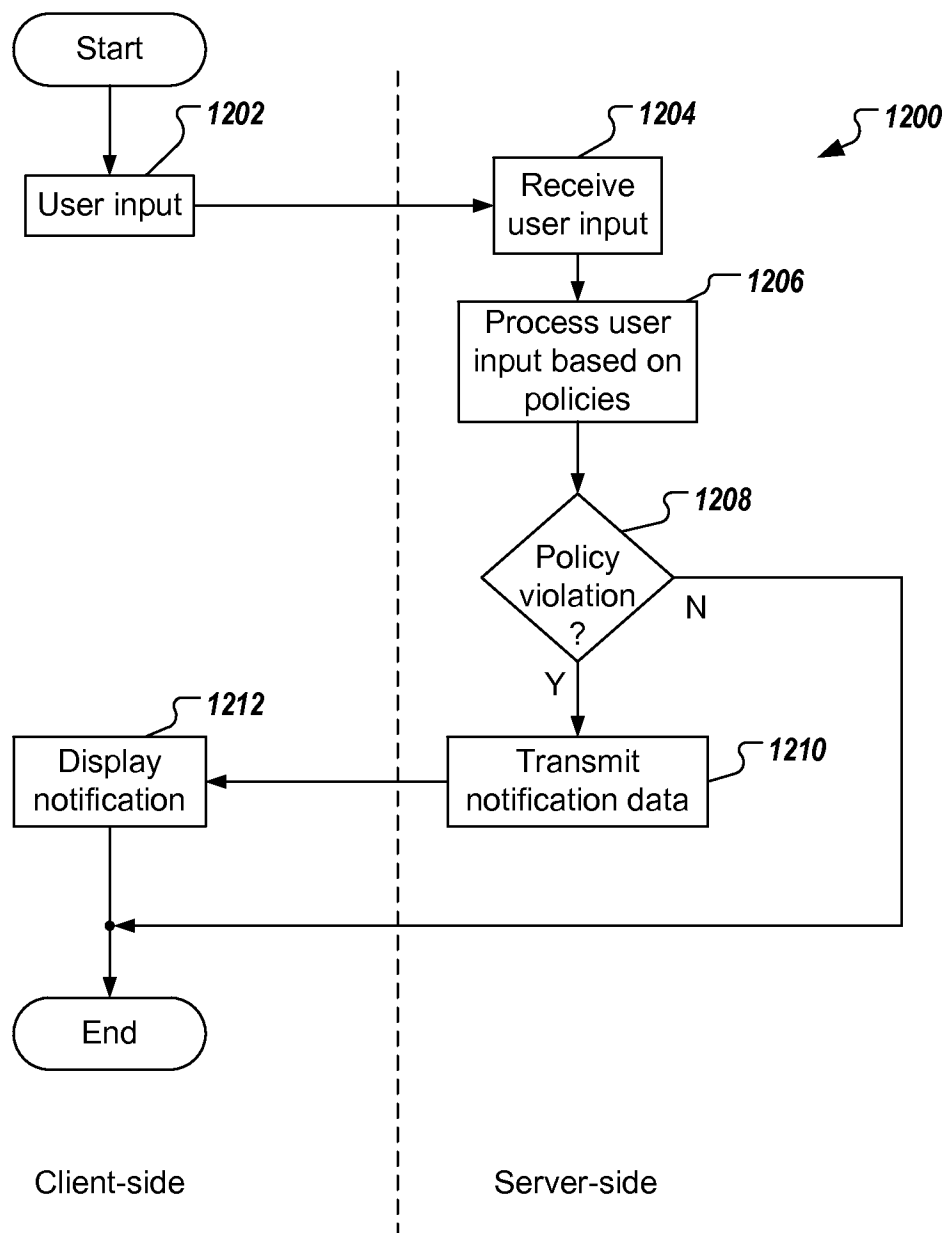 Start
1202
User input
1204
1200
Receive
user input
1206
Process user
input based on
policies
1208
Policy
violation
?
N
Y
1212
Display
notification
1210
Transmit
notification data
End
Client-side
Server-side